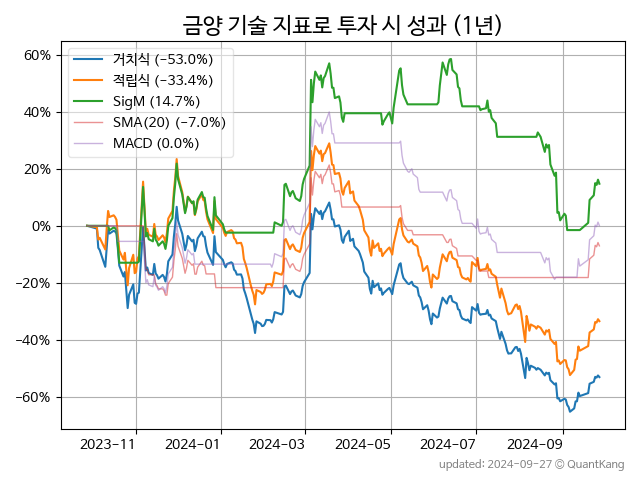 금양 기술 지표로 투자 시 성과 (1년)
60%
40%
20%
0%
−20%
−40%
−60%
거치식 (−53.0%)
적립식 (−33.4%)
SigM (14.7%)
SMA(20) (−7.0%)
MACD (0.0%)
2023-11
2024-01
2024-03
2024-05
2024-07
2024-09
updated: 2024-09-27 © QuantKang